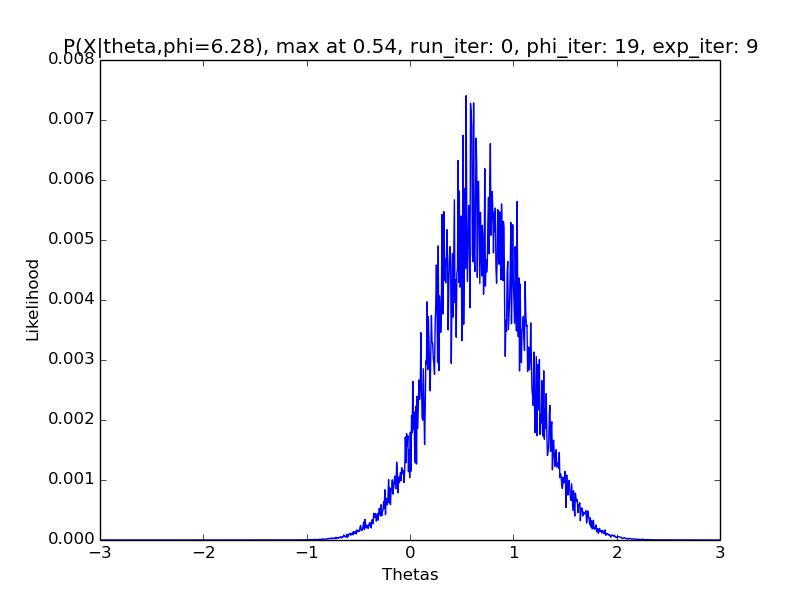 P(X|theta,phi=6.28), max at 0.54, run_iter: 0, phi_iter: 19, exp_iter: 9
0.008
0.007
0.006
0.005
0.004
0.003
0.002
0.001
0.000
Likelihood
−3 −2 −1 0 1 2 3
Thetas